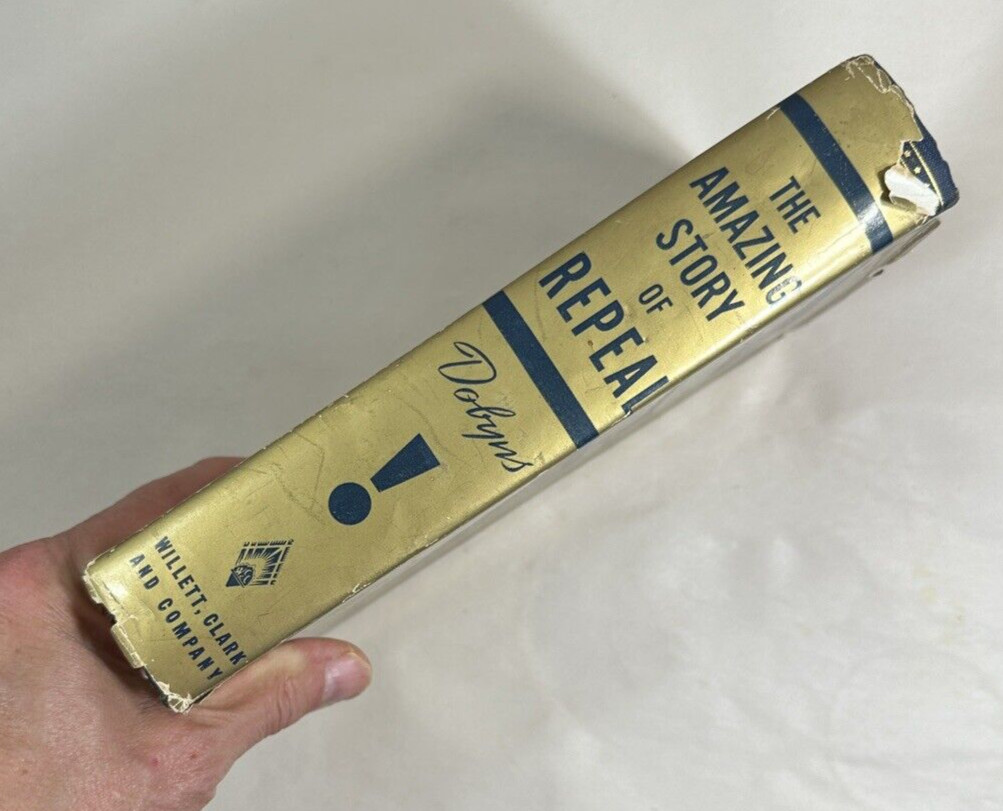 THE
AMAZING
STORY
OF
REPEAL
Dobyns
!
WILLETT, CLARK
AND COMPANY